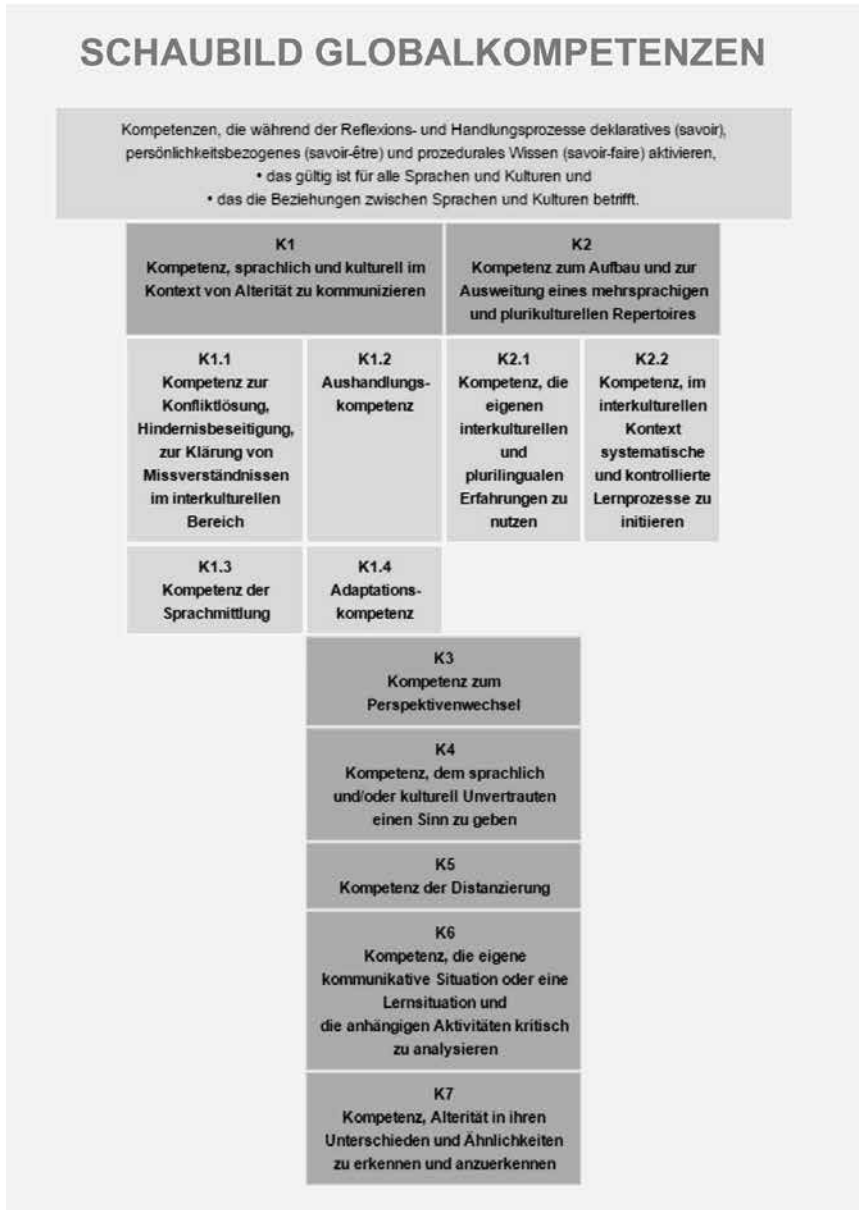 SCHAUBILD GLOBALKOMPETENZEN
Kompetenzen, die während der Reflexions- und Handlungsprozesse deklaratives (savoir),
persönlichkeitsbezogenes (savoir-être) und prozedurales Wissen (savoir-faire) aktivieren,
• das gültig ist für alle Sprachen und Kulturen und
• das die Beziehungen zwischen Sprachen und Kulturen betrifft.
K1
Kompetenz, sprachlich und kulturell im
Kontext von Alterität zu kommunizieren
K2
Kompetenz zum Aufbau und zur
Ausweitung eines mehrsprachigen
und plurikulturellen Repertoires
K1.1
Kompetenz zur
Konfliktlösung,
Hindernisbeseitigung,
zur Klärung von
Missverständnissen
im interkulturellen
Bereich
K1.2
Aushandlungs-
kompetenz
K2.1
Kompetenz, die
eigenen
interkulturellen
und
plurilingualen
Erfahrungen zu
nutzen
K2.2
Kompetenz, im
interkulturellen
Kontext
systematische
und kontrollierte
Lernprozesse zu
initiieren
K1.3
Kompetenz der
Sprachmittlung
K1.4
Adaptations-
kompetenz
K3
Kompetenz zum
Perspektivenwechsel
K4
Kompetenz, dem sprachlich
und/oder kulturell Unvertrauten
einen Sinn zu geben
K5
Kompetenz der Distanzierung
K6
Kompetenz, die eigene
kommunikative Situation oder eine
Lernsituation und
die anhängigen Aktivitäten kritisch
zu analysieren
K7
Kompetenz, Alterität in ihren
Unterschieden und Ähnlichkeiten
zu erkennen und anzuerkennen